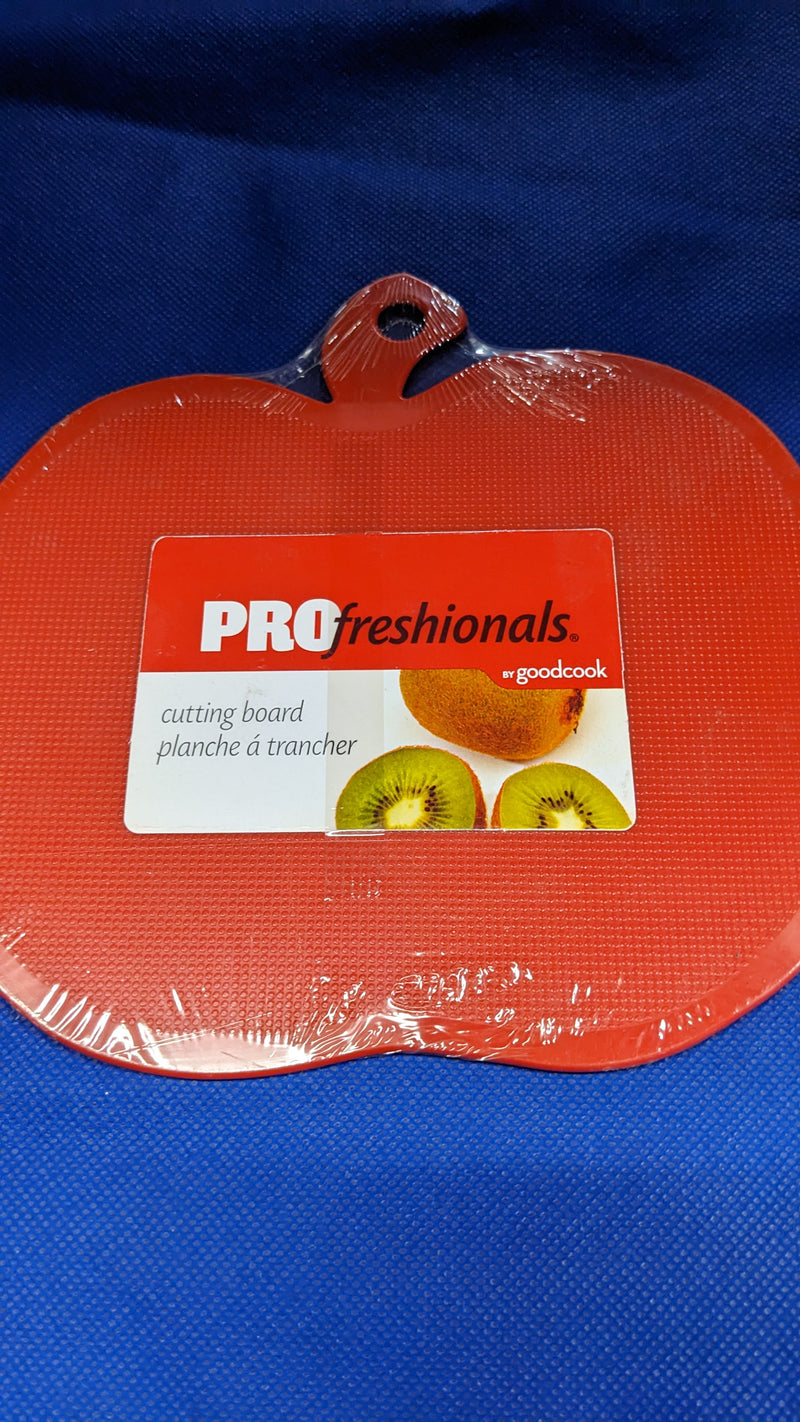 PROfreshionals®
BY goodcook
cutting board
planche á trancher